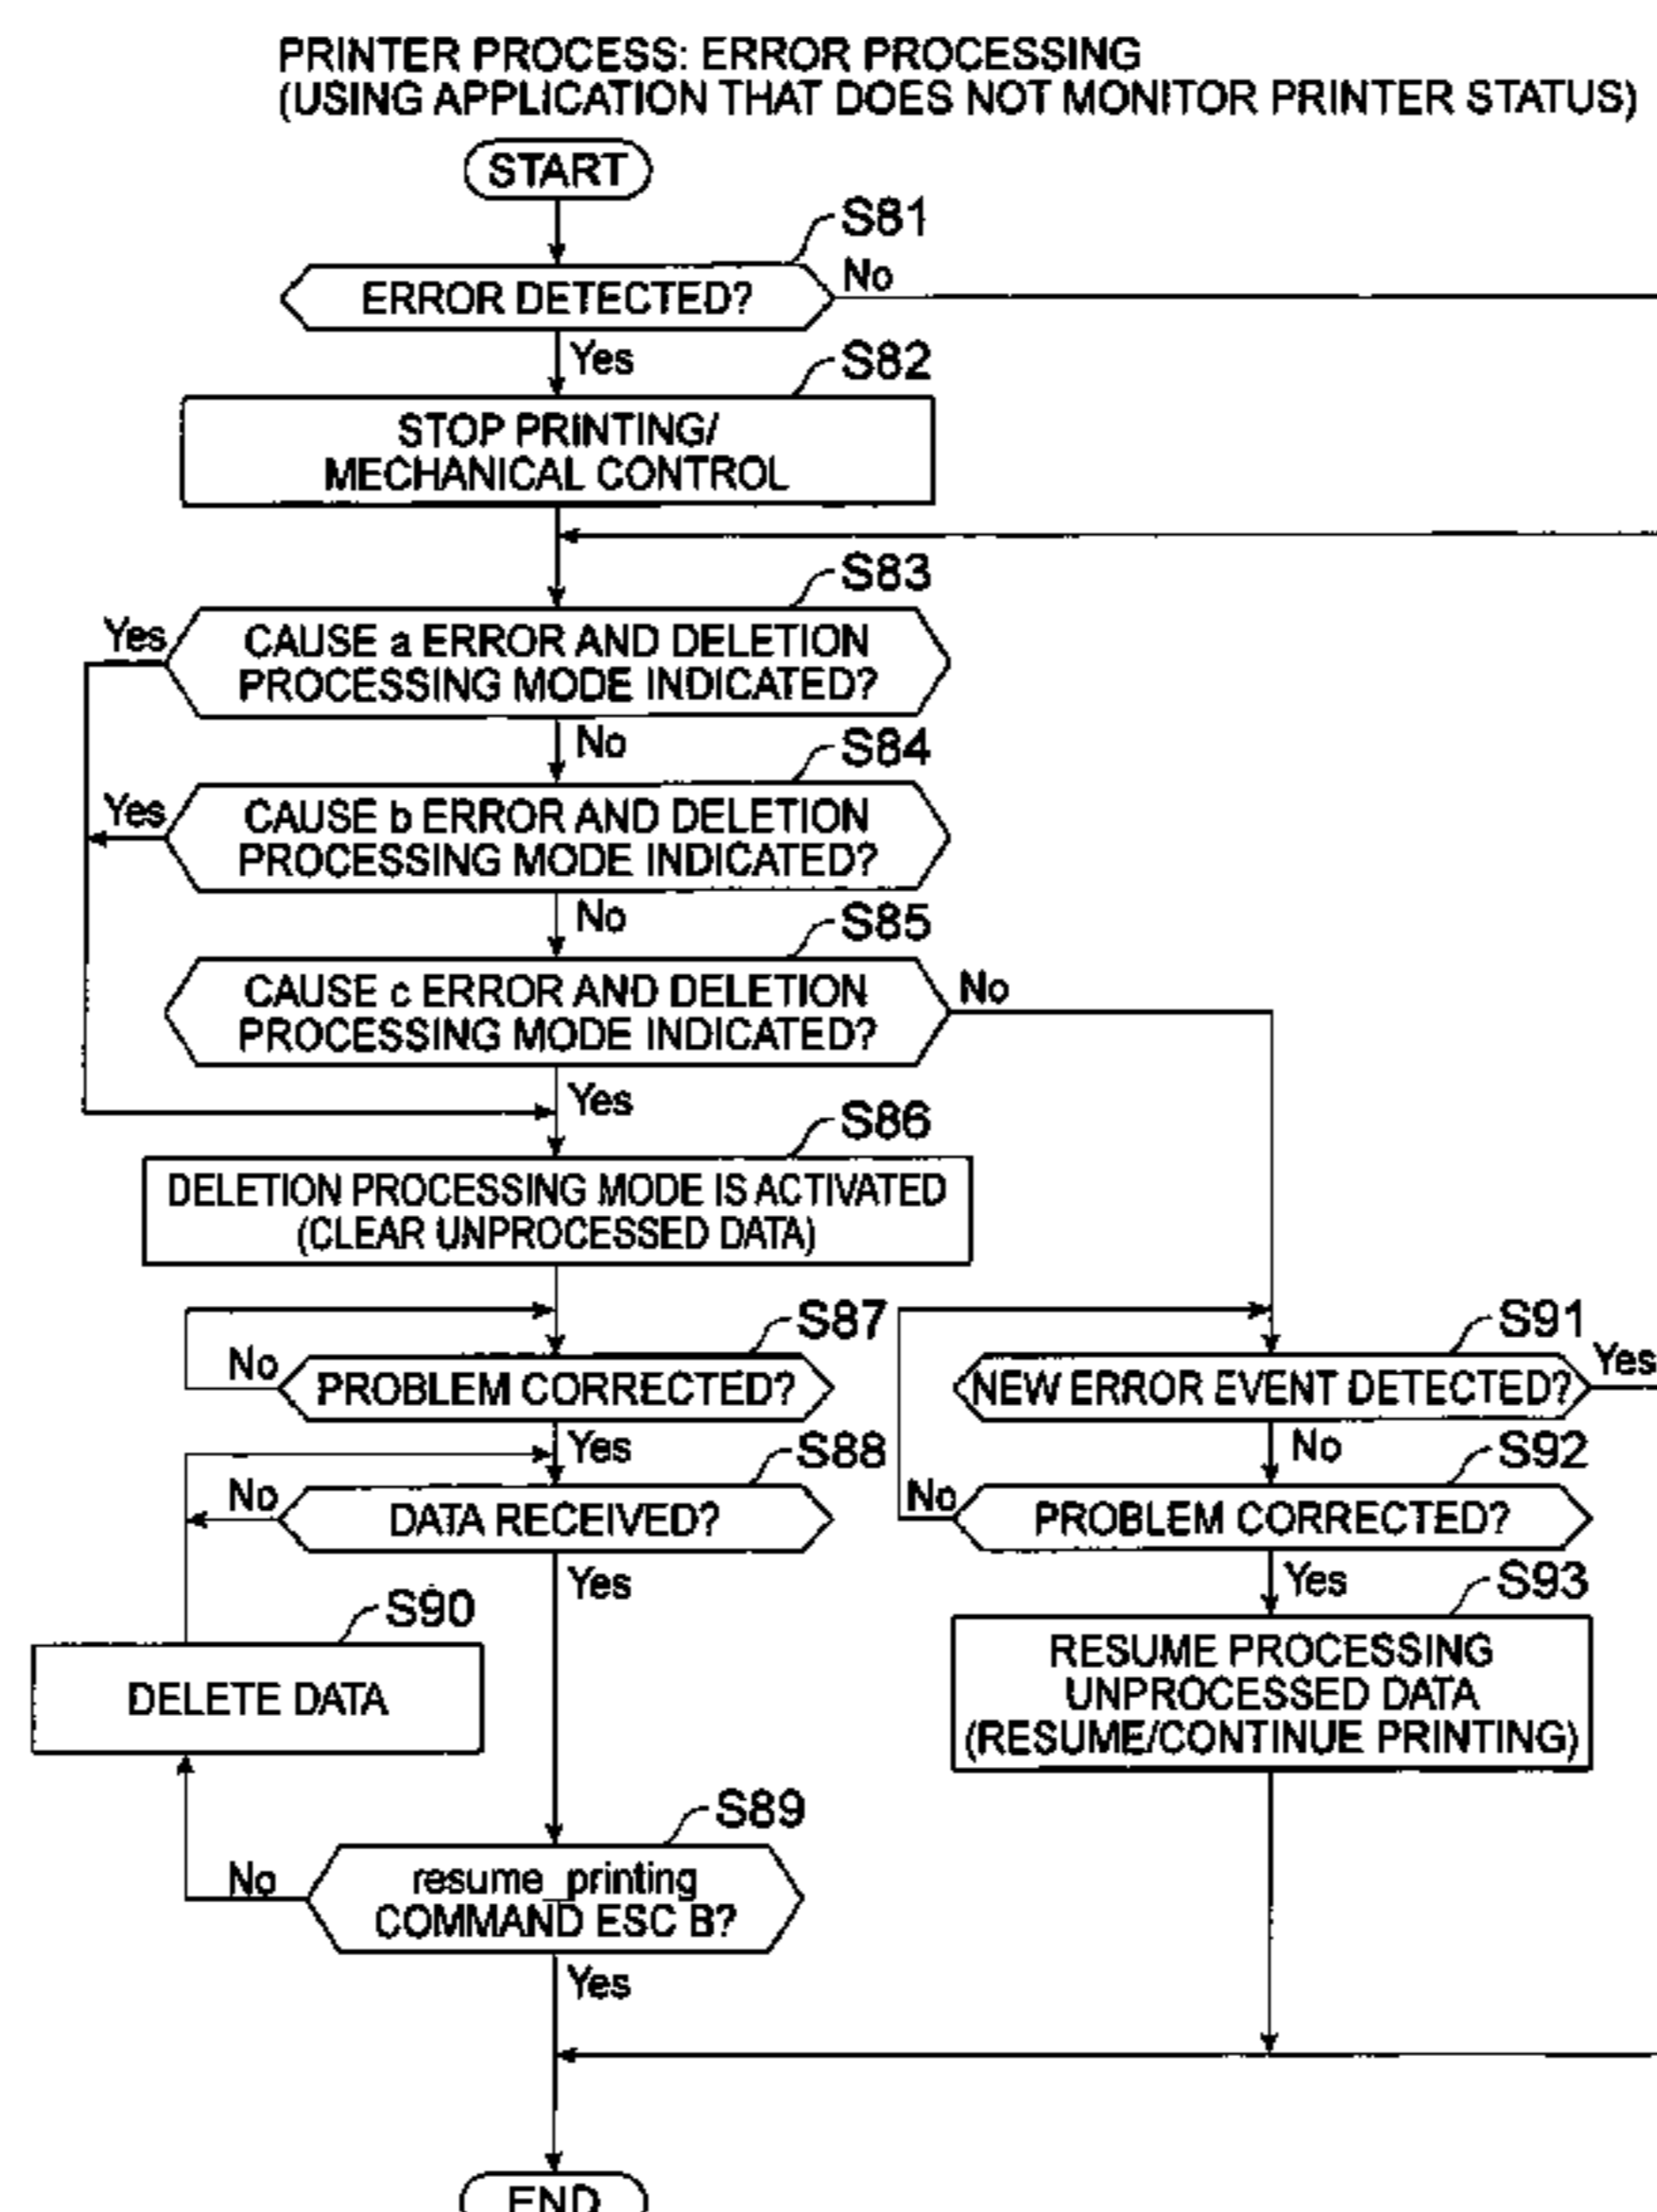 PRINTER PROCESS: ERROR PROCESSING
(USING APPLICATION THAT DOES NOT MONITOR PRINTER STATUS)
START
S81
ERROR DETECTED?
No
Yes
S82
STOP PRINTING/
MECHANICAL CONTROL
S83
Yes
CAUSE a ERROR AND DELETION
PROCESSING MODE INDICATED?
No
S84
Yes
CAUSE b ERROR AND DELETION
PROCESSING MODE INDICATED?
No
S85
CAUSE c ERROR AND DELETION
PROCESSING MODE INDICATED?
No
Yes
S86
DELETION PROCESSING MODE IS ACTIVATED
(CLEAR UNPROCESSED DATA)
S87
No
PROBLEM CORRECTED?
Yes
S88
No
DATA RECEIVED?
Yes
S90
DELETE DATA
S89
No
resume_printing
COMMAND ESC B?
Yes
S91
NEW ERROR EVENT DETECTED?
Yes
No
S92
No
PROBLEM CORRECTED?
Yes
S93
RESUME PROCESSING
UNPROCESSED DATA
(RESUME/CONTINUE PRINTING)
END